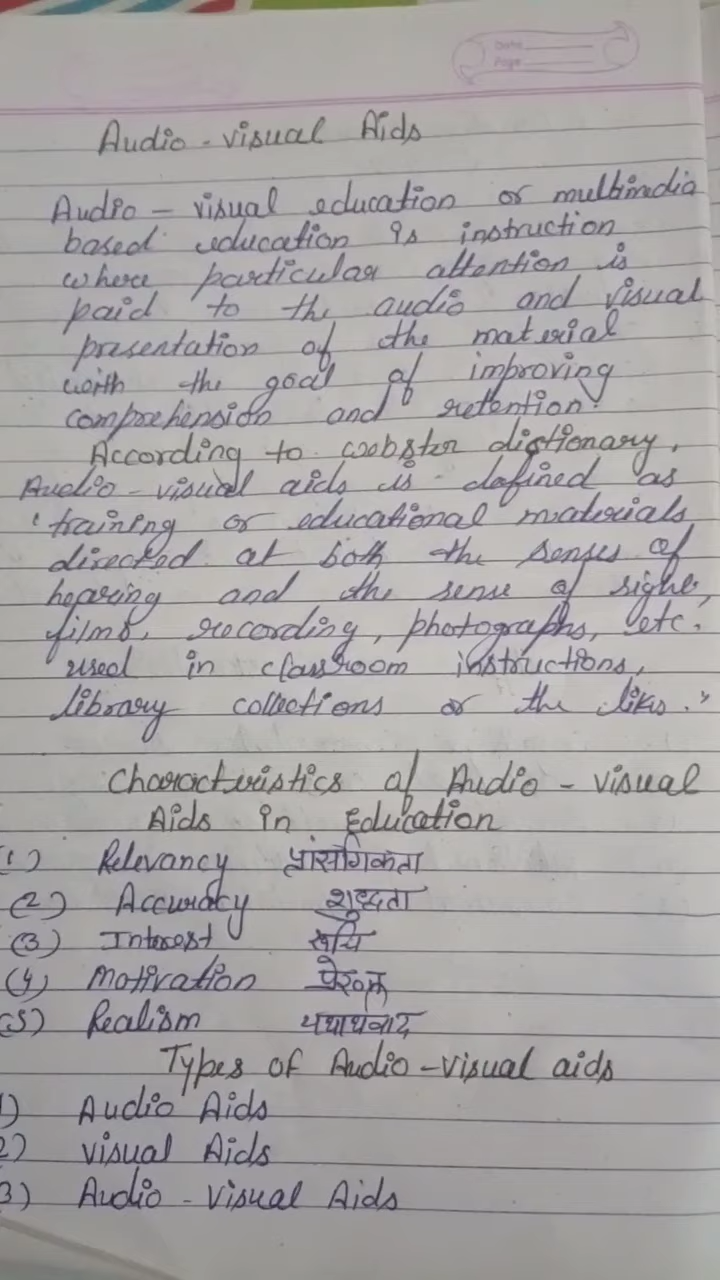 Date
Page
Audio - visual Aids
Audio - visual education or multimidia
based education is instruction
where particular attention is
paid to the audio and visual
presentation of the material
worth the goal of improving
comprehension and retention.
According to webster dictionary,
Audio - visual aids is defined as
'training or educational materials
directed at both the senses of
hearing and the sense of sight,
films, recording, photographs, etc.
used in classroom instructions,
library collections or the likes."
Characteristics of Audio - visual
Aids in Education
(1) Relevancy प्रांसगिकता
(2) Accuracy शुद्धता
(3) Interest रूचि
(4) Motivation
(5) Realism यथार्थवाद
Types of Audio - visual aids
1) Audio Aids
2) visual Aids
3) Audio - visual Aids